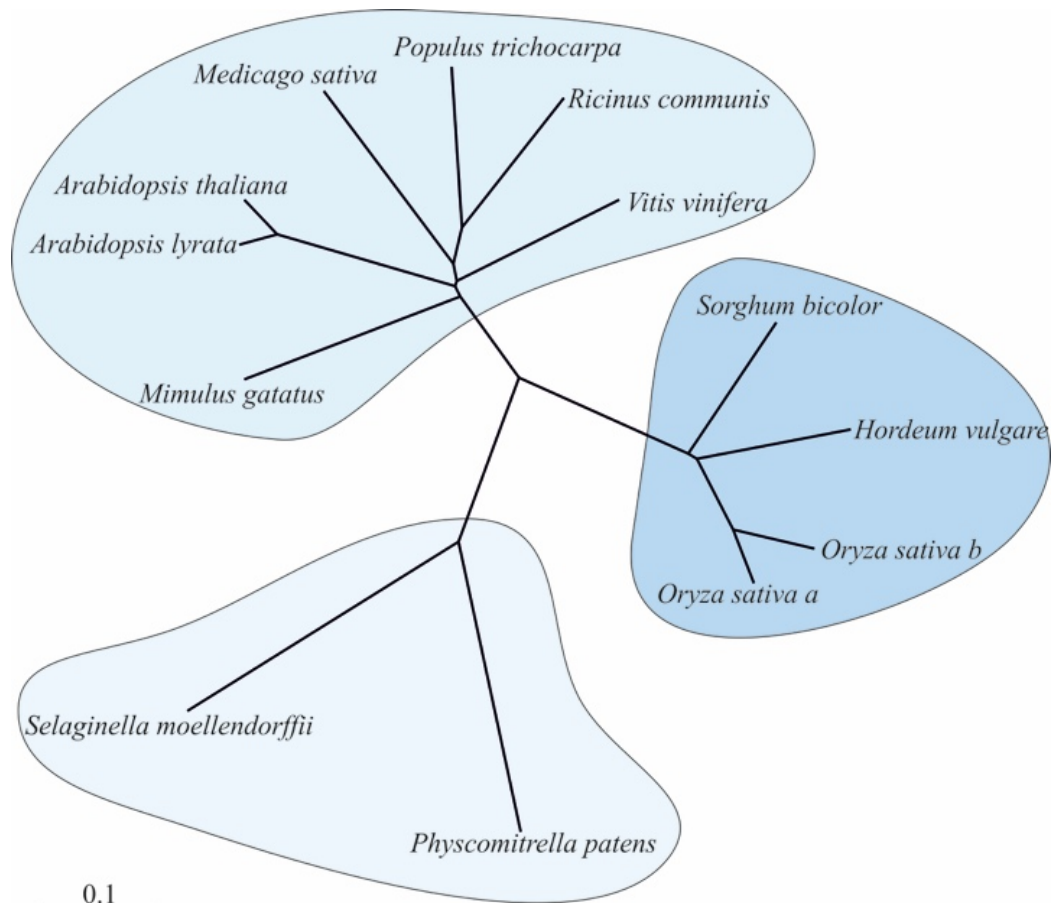 Populus trichocarpa
Medicago sativa
Ricinus communis
Arabidopsis thaliana
Vitis vinifera
Arabidopsis lyrata
Sorghum bicolor
Mimulus gatatus
Hordeum vulgare
Oryza sativa b
Oryza sativa a
Selaginella moellendorffii
Physcomitrella patens
0.1